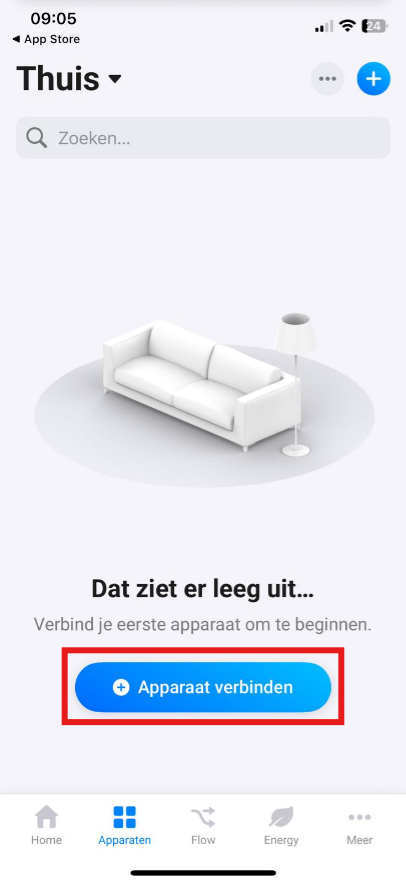 09:05
24
◀ App Store
Thuis
Zoeken...
Dat ziet er leeg uit...
Verbind je eerste apparaat om te beginnen.
Apparaat verbinden
Home Apparaten Flow Energy Meer